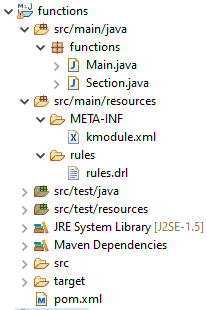 functions
src/main/java
functions
Main.java
Section.java
src/main/resources
META-INF
kmodule.xml
rules
rules.drl
src/test/java
src/test/resources
JRE System Library [J2SE-1.5]
Maven Dependencies
src
target
pom.xml